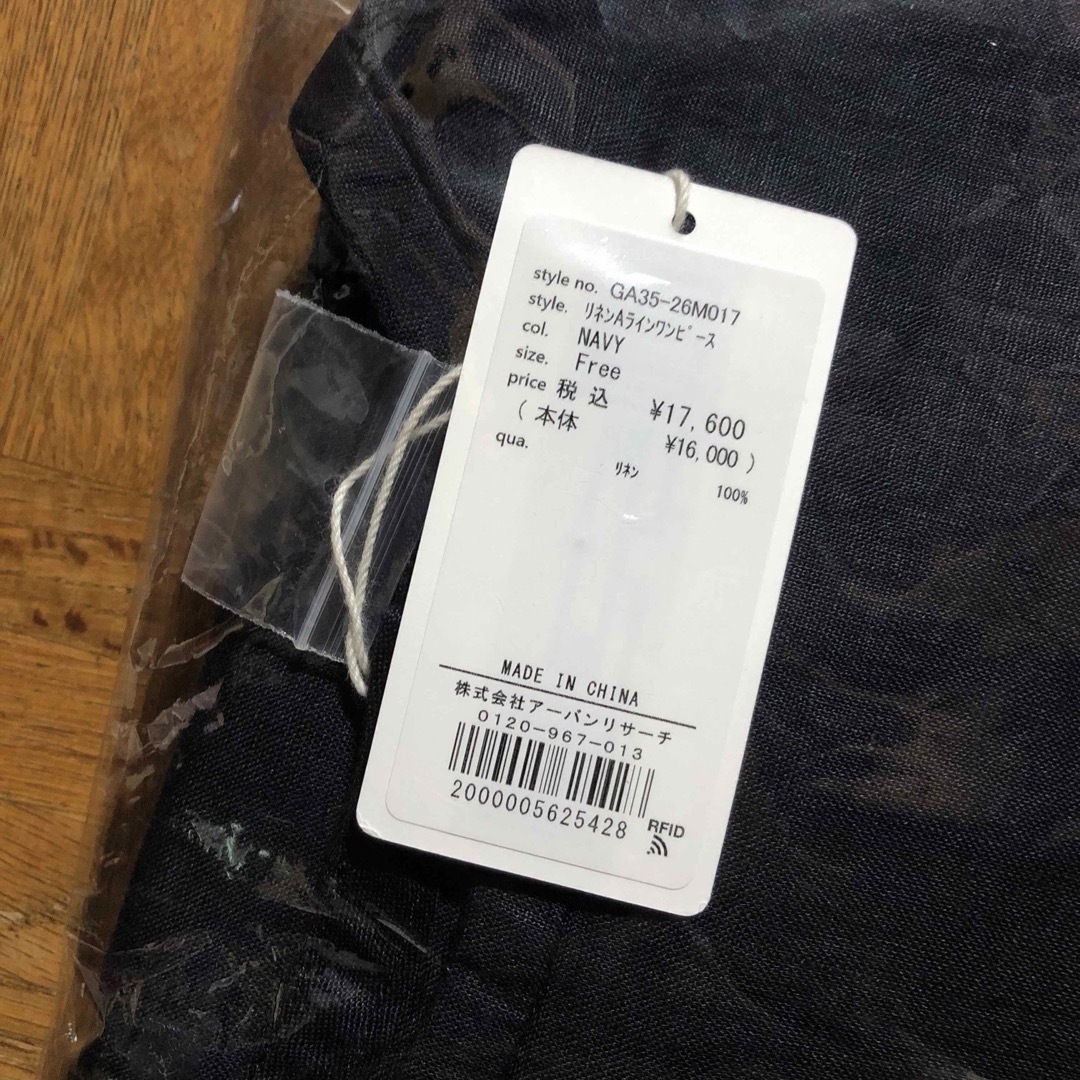 style no. GA35-26M017
style. ﾘﾈﾝAﾗｲﾝﾜﾝﾋﾟｰｽ
col. NAVY
size. Free
price 税込 ¥17,600
(本体 ¥16,000)
qua.
ﾘﾈﾝ 100%
MADE IN CHINA
株式会社アーバンリサーチ
0120-967-013
2000005625428
RFID